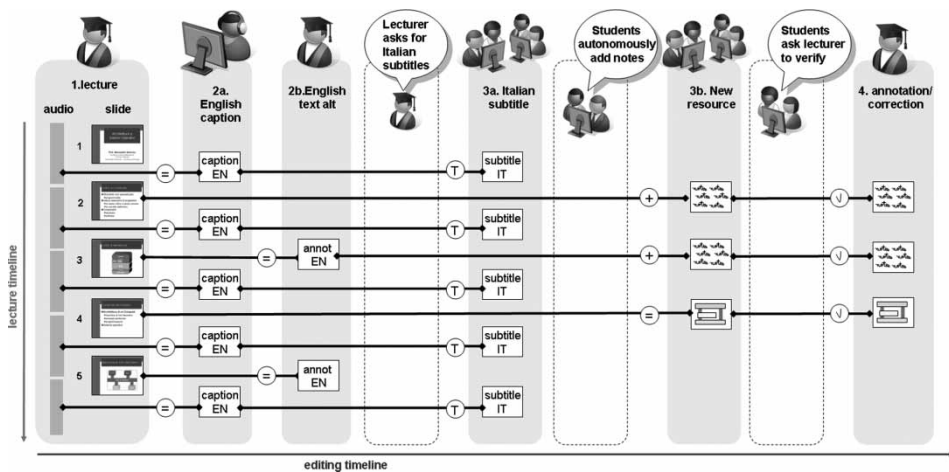 Lecturer
asks for
Italian
subtitles
Students
autonomously
add notes
Students
ask lecturer
to verify
1.lecture
audio slide
2a.
English
caption
2b.English
text alt
3a. Italian
subtitle
3b. New
resource
4. annotation/
correction
lecture timeline
1
=
caption
EN
T
subtitle
IT
2
+
√
=
caption
EN
T
subtitle
IT
3
=
annot
EN
+
√
=
caption
EN
T
subtitle
IT
4
=
√
=
caption
EN
T
subtitle
IT
5
=
annot
EN
=
caption
EN
T
subtitle
IT
editing timeline